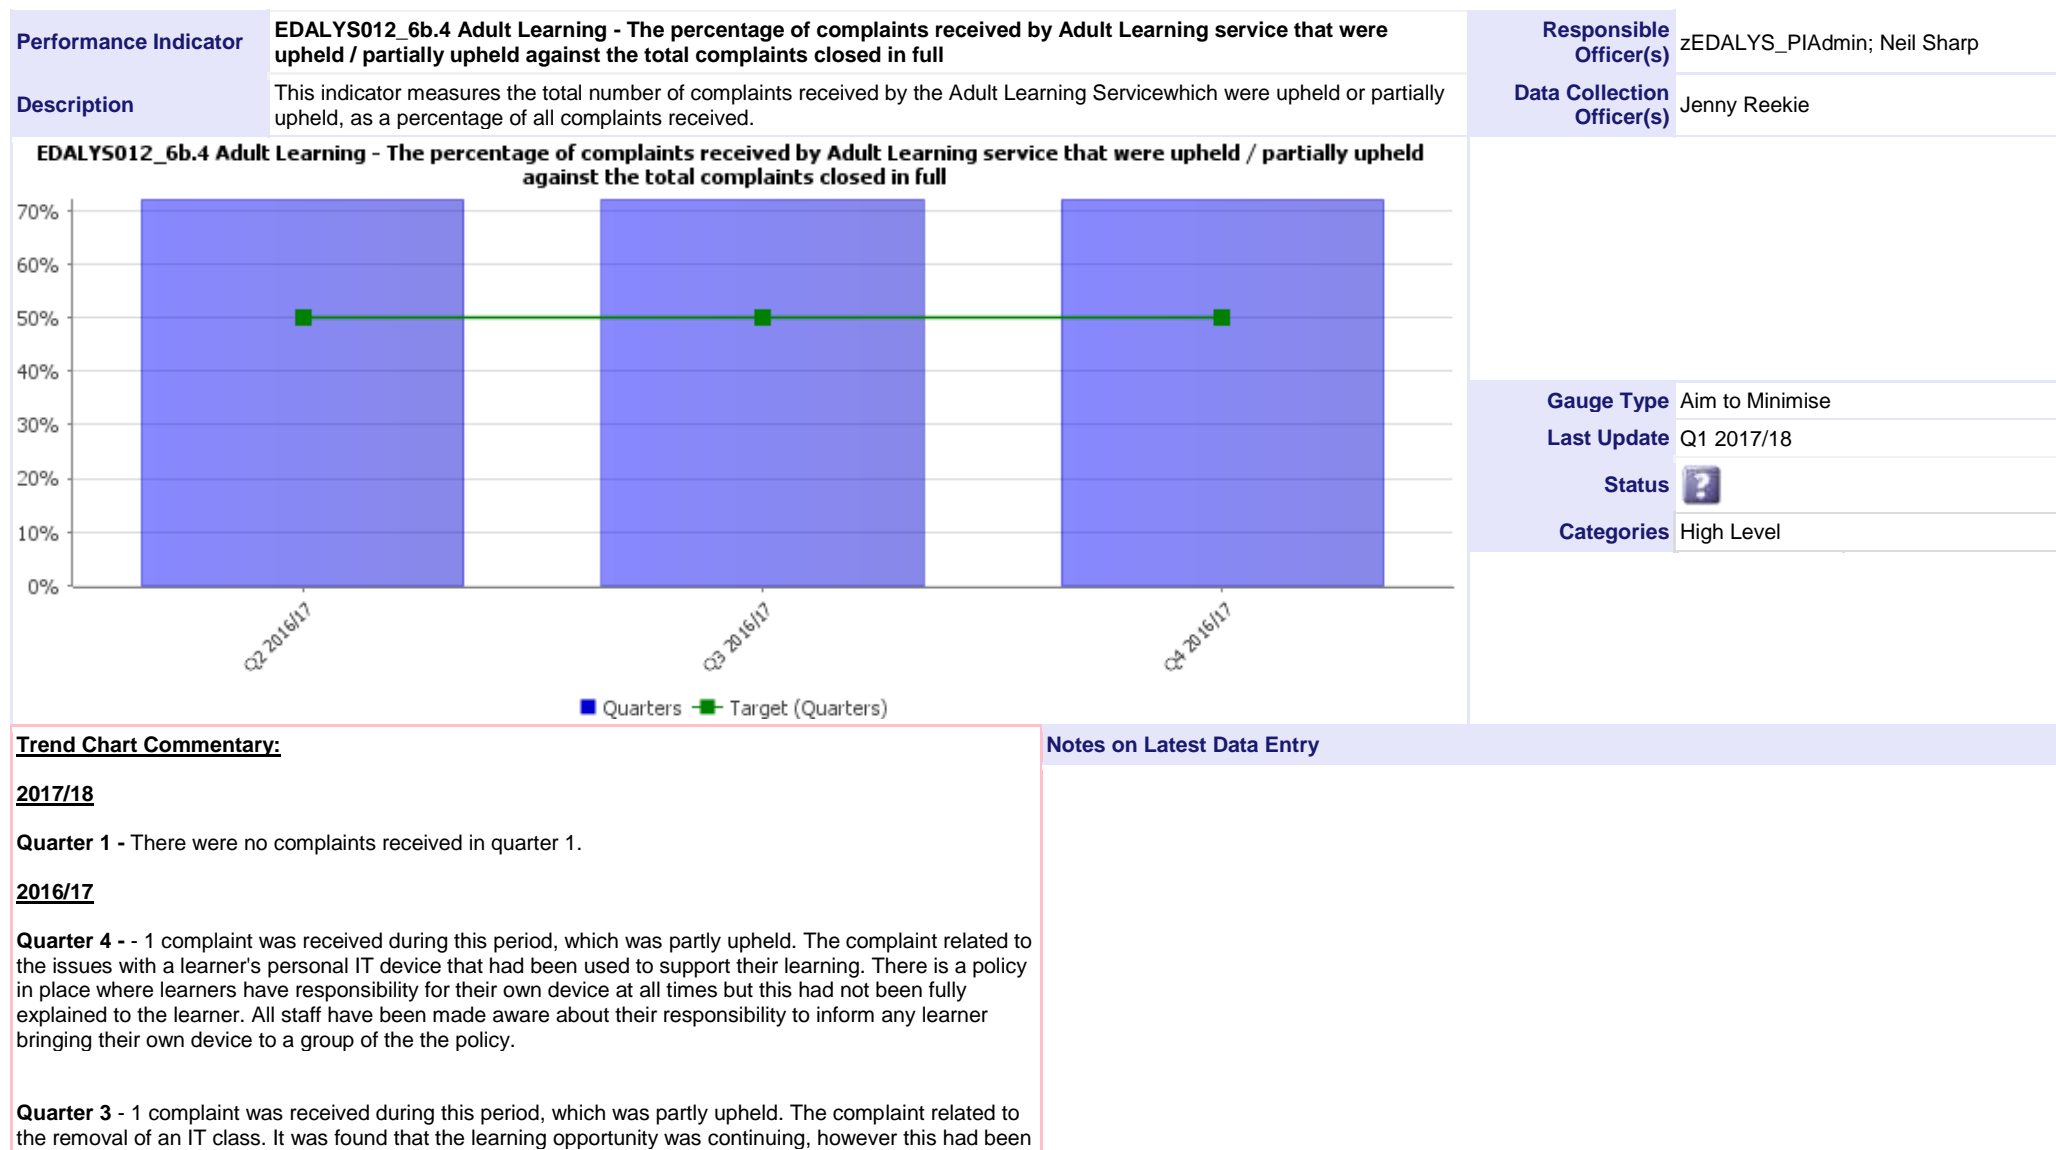 Performance Indicator
EDALYS012_6b.4 Adult Learning - The percentage of complaints received by Adult Learning service that were
upheld / partially upheld against the total complaints closed in full
Responsible
Officer(s)
zEDALYS_PIAdmin; Neil Sharp
Description
This indicator measures the total number of complaints received by the Adult Learning Servicewhich were upheld or partially
upheld, as a percentage of all complaints received.
Data Collection
Officer(s)
Jenny Reekie
EDALYS012_6b.4 Adult Learning - The percentage of complaints received by Adult Learning service that were upheld / partially upheld
against the total complaints closed in full
70%
60%
50%
40%
30%
20%
10%
0%
Q2 2016/17
Q3 2016/17
Q4 2016/17
Quarters
Target (Quarters)
Gauge Type Aim to Minimise
Last Update Q1 2017/18
Status ?
Categories High Level
Trend Chart Commentary:
Notes on Latest Data Entry
2017/18
Quarter 1 - There were no complaints received in quarter 1.
2016/17
Quarter 4 - - 1 complaint was received during this period, which was partly upheld. The complaint related to
the issues with a learner's personal IT device that had been used to support their learning. There is a policy
in place where learners have responsibility for their own device at all times but this had not been fully
explained to the learner. All staff have been made aware about their responsibility to inform any learner
bringing their own device to a group of the the policy.
Quarter 3 - 1 complaint was received during this period, which was partly upheld. The complaint related to
the removal of an IT class. It was found that the learning opportunity was continuing, however this had been